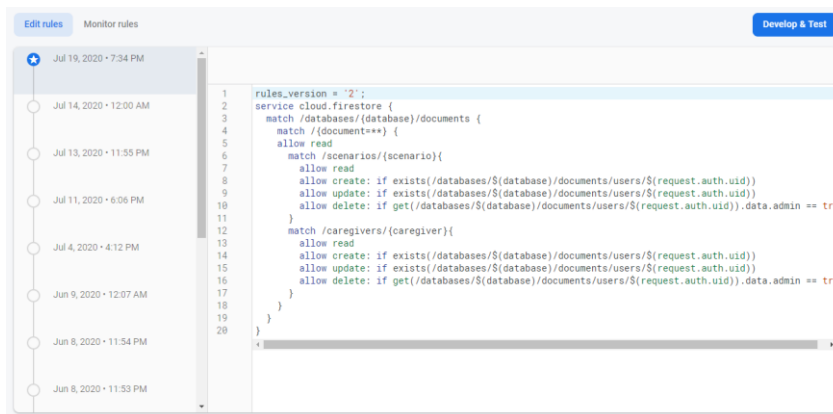 Edit rules
Monitor rules
Develop & Test
Jul 19, 2020 • 7:34 PM
Jul 14, 2020 • 12:00 AM
Jul 13, 2020 • 11:55 PM
Jul 11, 2020 • 6:06 PM
Jul 4, 2020 • 4:12 PM
Jun 9, 2020 • 12:07 AM
Jun 8, 2020 • 11:54 PM
Jun 8, 2020 • 11:53 PM
1 rules_version = '2';
2 service cloud.firestore {
3 match /databases/{database}/documents {
4 match /{document=**} {
5 allow read
6 match /scenarios/{scenario}{
7 allow read
8 allow create: if exists(/databases/$(database)/documents/users/$(request.auth.uid))
9 allow update: if exists(/databases/$(database)/documents/users/$(request.auth.uid))
10 allow delete: if get(/databases/$(database)/documents/users/$(request.auth.uid)).data.admin == tr
11 }
12 match /caregivers/{caregiver}{
13 allow read
14 allow create: if exists(/databases/$(database)/documents/users/$(request.auth.uid))
15 allow update: if exists(/databases/$(database)/documents/users/$(request.auth.uid))
16 allow delete: if get(/databases/$(database)/documents/users/$(request.auth.uid)).data.admin == tr
17 }
18 }
19 }
20 }